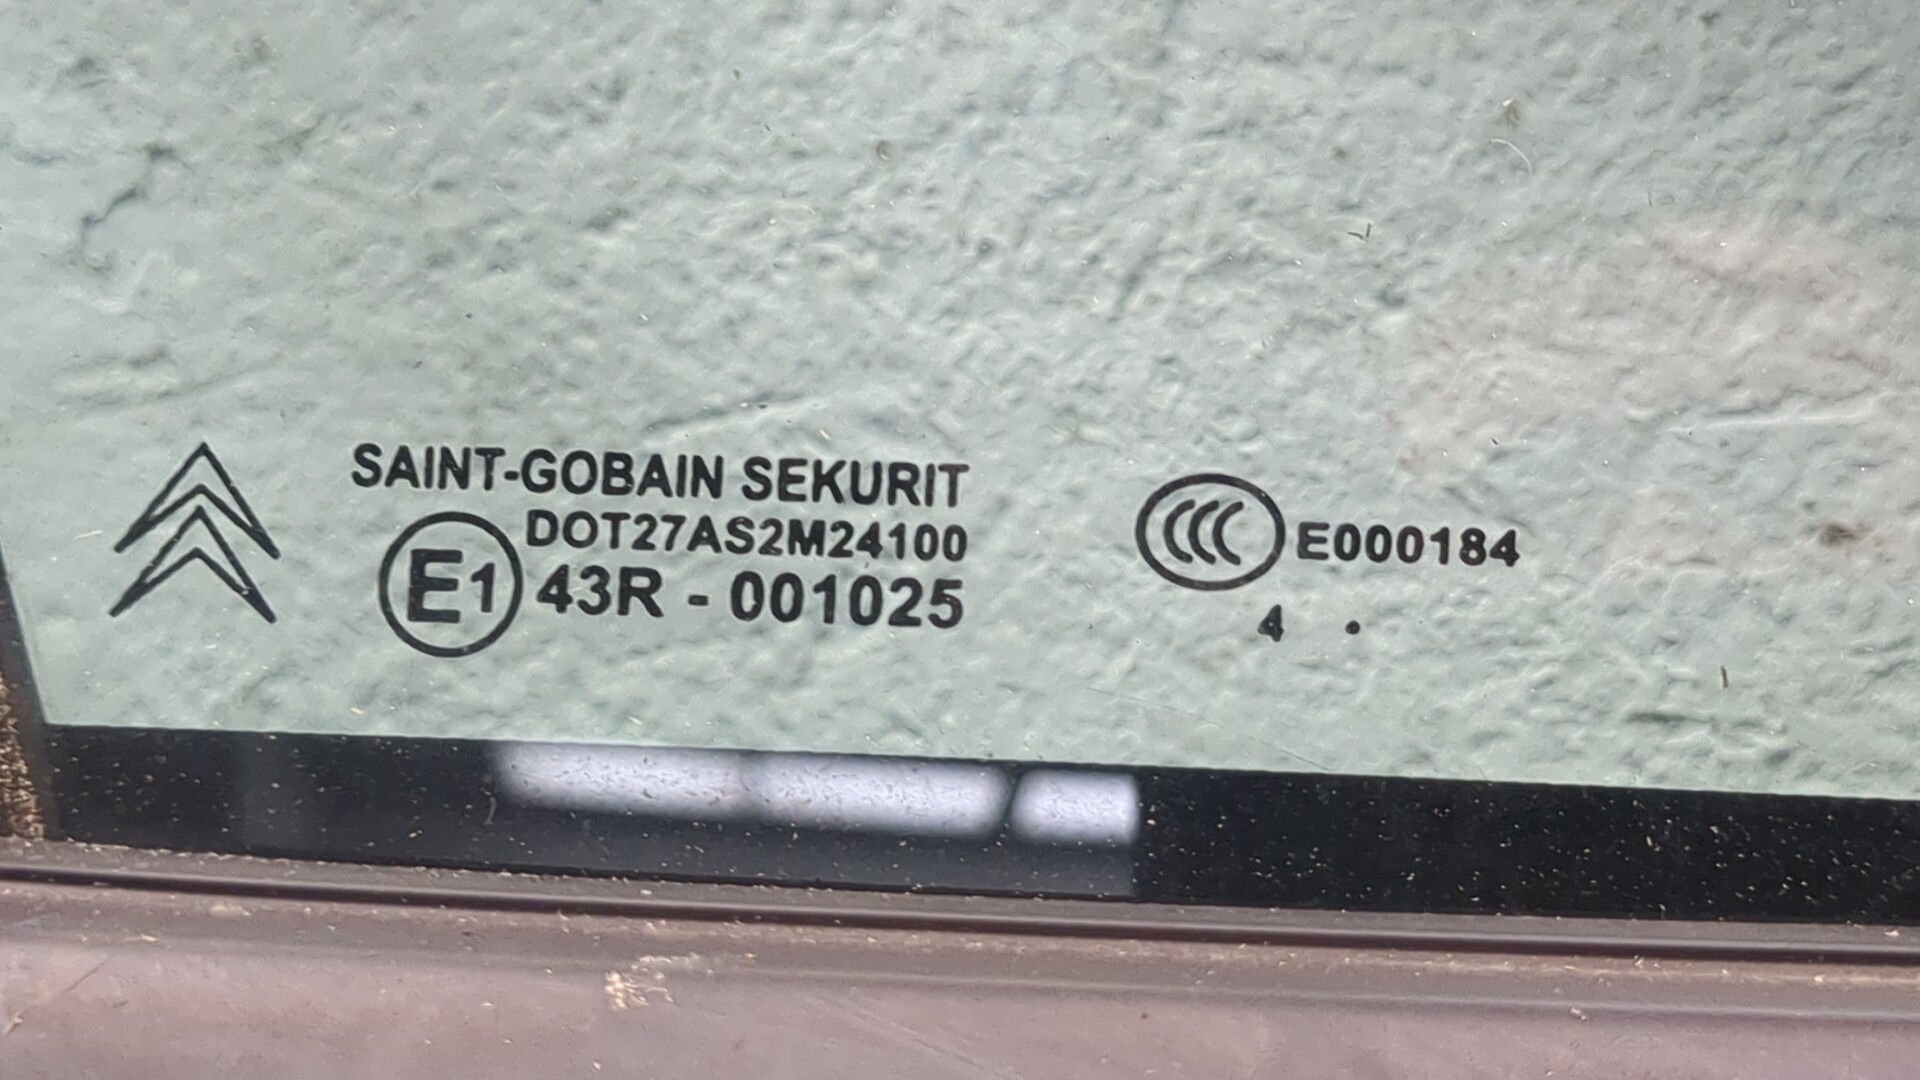 SAINT-GOBAIN SEKURIT
DOT27AS2M24100
E1 43R - 001025
CCC E000184
4 .